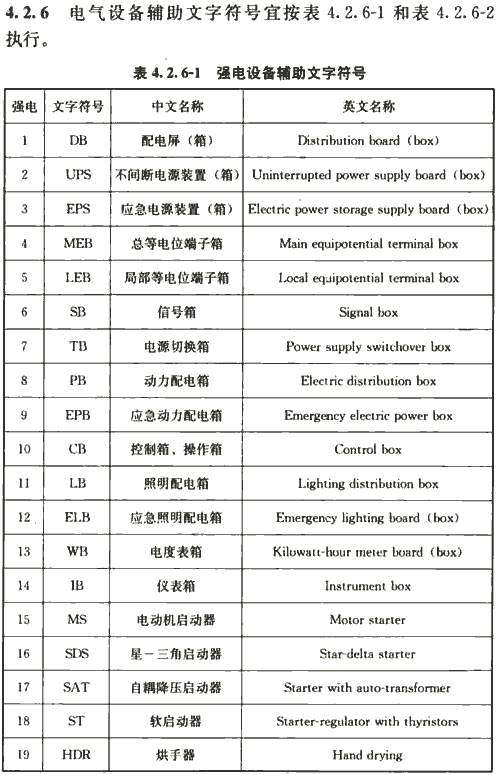 4.2.6 电气设备辅助文字符号宜按表 4.2.6-1 和表 4.2.6-2
执行。
表 4.2.6-1 强电设备辅助文字符号
强电 文字符号 中文名称 英文名称
1 DB 配电屏（箱） Distribution board（box）
2 UPS 不间断电源装置（箱） Uninterrupted power supply board（box）
3 EPS 应急电源装置（箱） Electric power storage supply board（box）
4 MEB 总等电位端子箱 Main equipotential terminal box
5 LEB 局部等电位端子箱 Local equipotential terminal box
6 SB 信号箱 Signal box
7 TB 电源切换箱 Power supply switchover box
8 PB 动力配电箱 Electric distribution box
9 EPB 应急动力配电箱 Emergency electric power box
10 CB 控制箱、操作箱 Control box
11 LB 照明配电箱 Lighting distribution box
12 ELB 应急照明配电箱 Emergency lighting board（box）
13 WB 电度表箱 Kilowatt-hour meter board（box）
14 IB 仪表箱 Instrument box
15 MS 电动机启动器 Motor starter
16 SDS 星－三角启动器 Star-delta starter
17 SAT 自耦降压启动器 Starter with auto-transformer
18 ST 软启动器 Starter-regulator with thyristors
19 HDR 烘手器 Hand drying